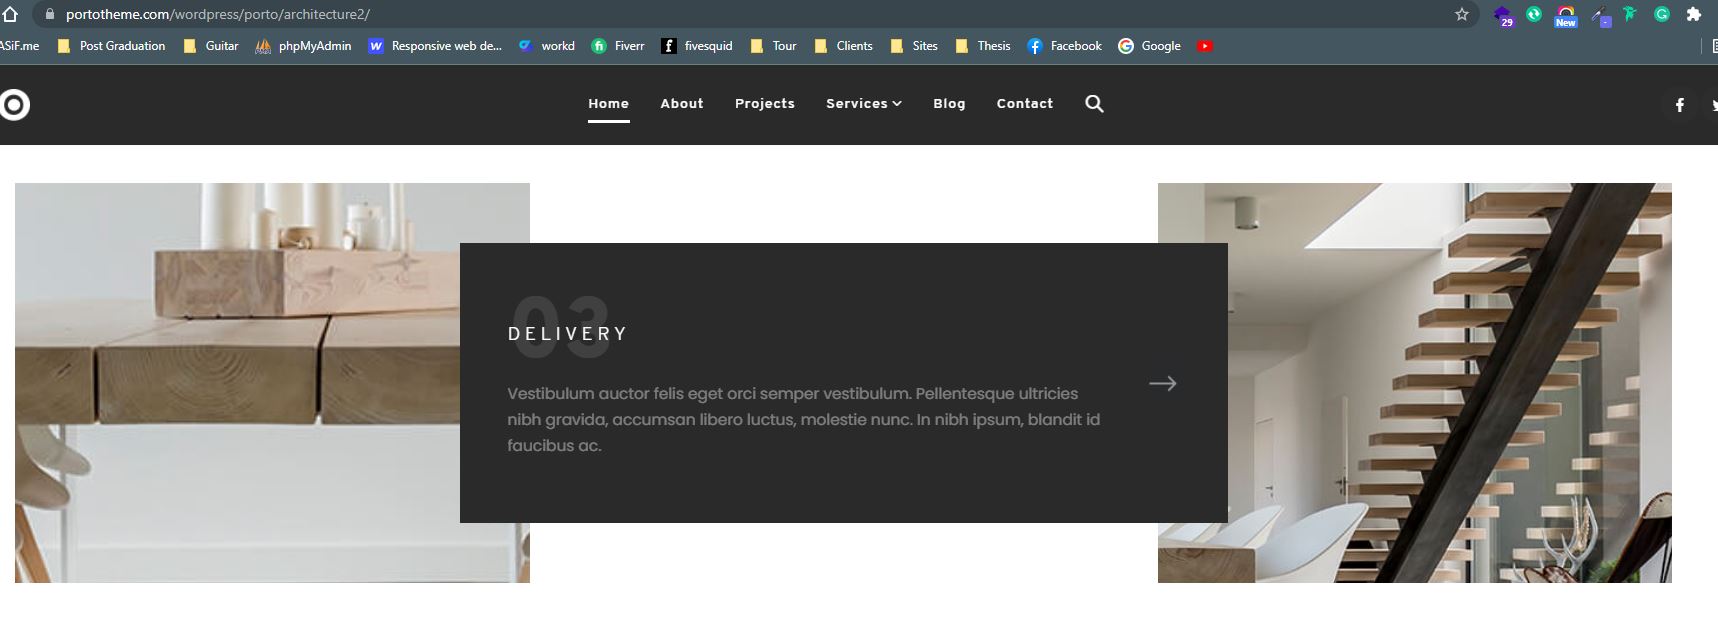 portotheme.com/wordpress/porto/architecture2/
29
New
ASiF.me Post Graduation Guitar phpMyAdmin Responsive web de... workd Fiverr fivesquid Tour Clients Sites Thesis Facebook Google
Home About Projects Services Blog Contact
03
DELIVERY
Vestibulum auctor felis eget orci semper vestibulum. Pellentesque ultricies
nibh gravida, accumsan libero luctus, molestie nunc. In nibh ipsum, blandit id
faucibus ac.